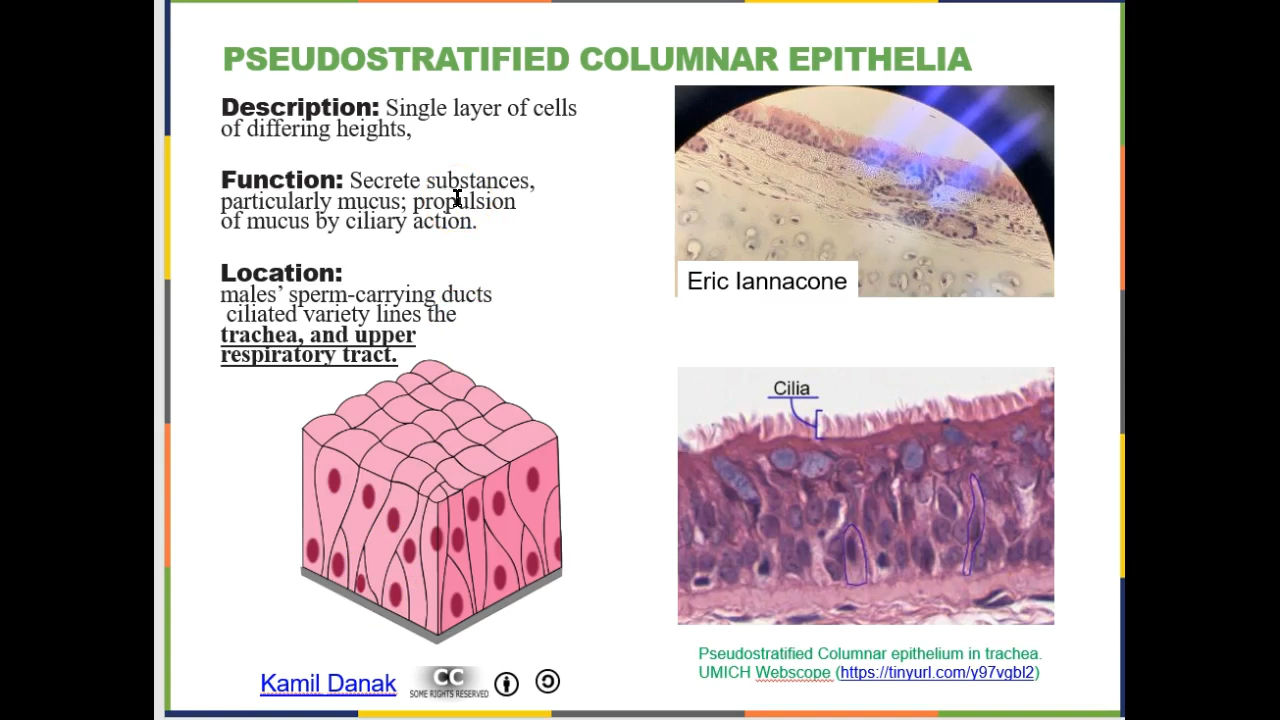 PSEUDOSTRATIFIED COLUMNAR EPITHELIA
Description: Single layer of cells
of differing heights,
Function: Secrete substances,
particularly mucus; propulsion
of mucus by ciliary action.
Location:
males’ sperm-carrying ducts
ciliated variety lines the
trachea, and upper
respiratory tract.
Kamil Danak
CC
SOME RIGHTS RESERVED
Eric Iannacone
Cilia
Pseudostratified Columnar epithelium in trachea.
UMICH Webscope (https://tinyurl.com/y97vgbl2)